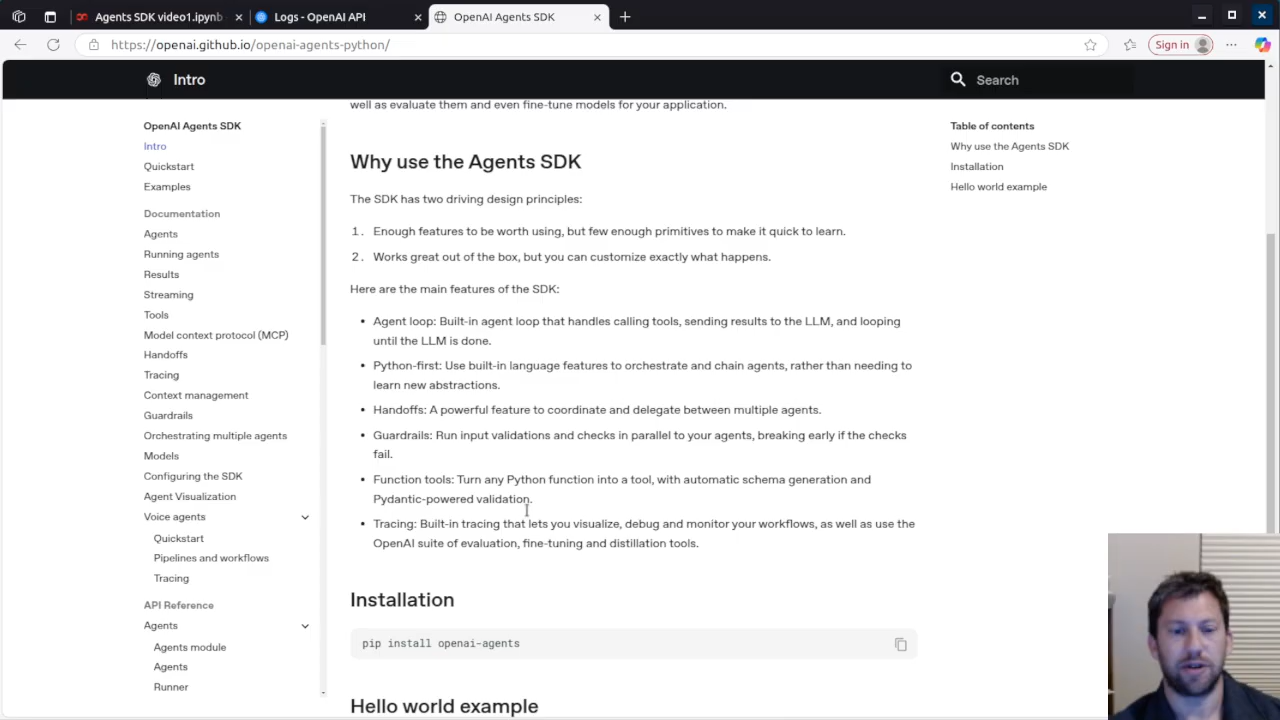 Agents SDK video1.ipynb
Logs - OpenAI API
OpenAI Agents SDK
https://openai.github.io/openai-agents-python/
Sign in
Intro
Search
OpenAI Agents SDK
Intro
Quickstart
Examples
Documentation
Agents
Running agents
Results
Streaming
Tools
Model context protocol (MCP)
Handoffs
Tracing
Context management
Guardrails
Orchestrating multiple agents
Models
Configuring the SDK
Agent Visualization
Voice agents
Quickstart
Pipelines and workflows
Tracing
API Reference
Agents
Agents module
Agents
Runner
well as evaluate them and even fine-tune models for your application.
Why use the Agents SDK
The SDK has two driving design principles:
1. Enough features to be worth using, but few enough primitives to make it quick to learn.
2. Works great out of the box, but you can customize exactly what happens.
Here are the main features of the SDK:
• Agent loop: Built-in agent loop that handles calling tools, sending results to the LLM, and looping
until the LLM is done.
• Python-first: Use built-in language features to orchestrate and chain agents, rather than needing to
learn new abstractions.
• Handoffs: A powerful feature to coordinate and delegate between multiple agents.
• Guardrails: Run input validations and checks in parallel to your agents, breaking early if the checks
fail.
• Function tools: Turn any Python function into a tool, with automatic schema generation and
Pydantic-powered validation.
• Tracing: Built-in tracing that lets you visualize, debug and monitor your workflows, as well as use the
OpenAI suite of evaluation, fine-tuning and distillation tools.
Installation
pip install openai-agents
Hello world example
Table of contents
Why use the Agents SDK
Installation
Hello world example